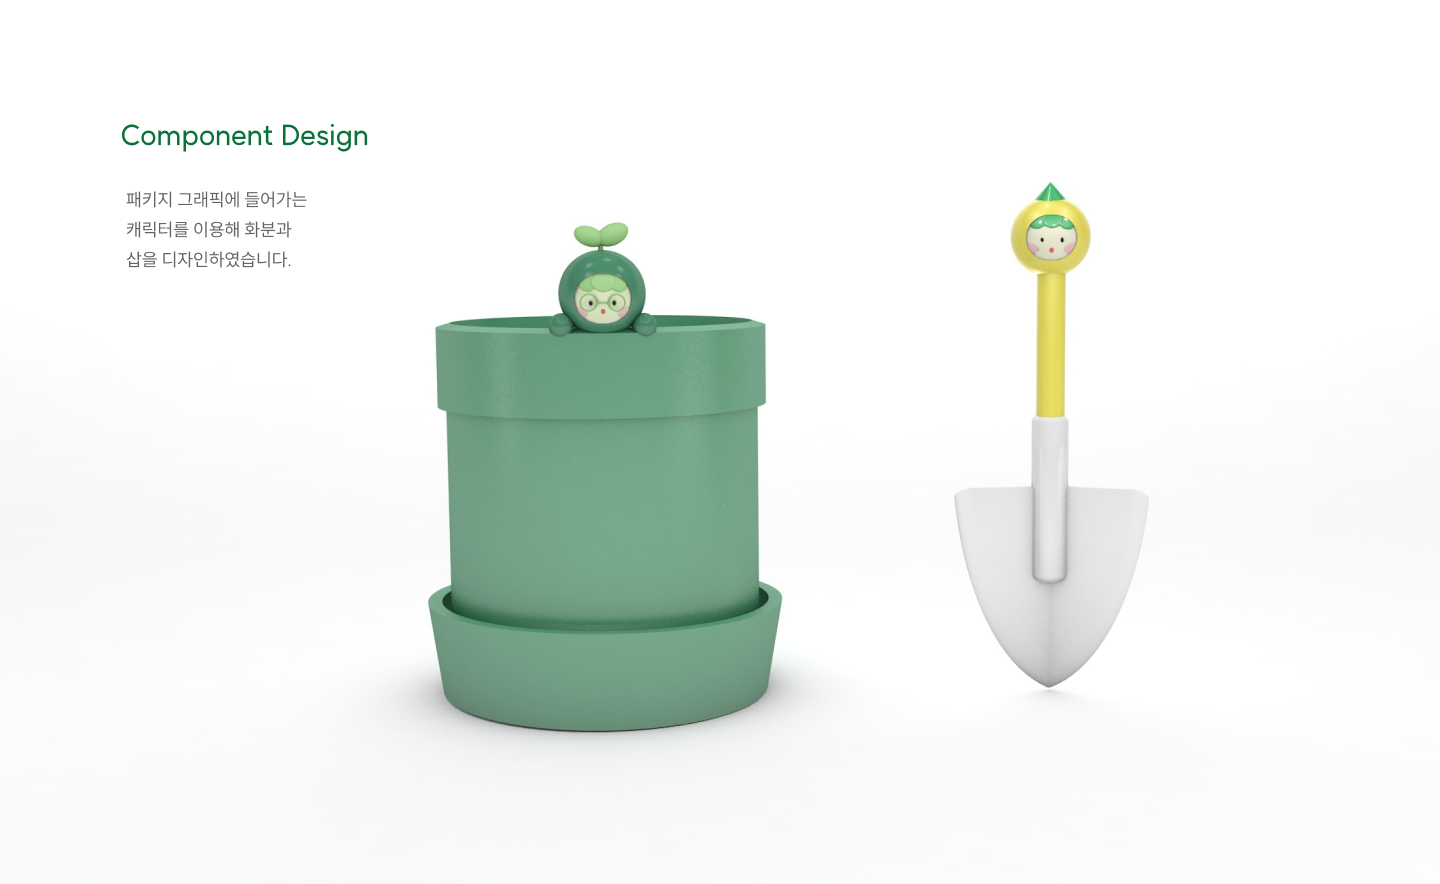 Component Design
패키지 그래픽에 들어가는
캐릭터를 이용해 화분과
삽을 디자인하였습니다.